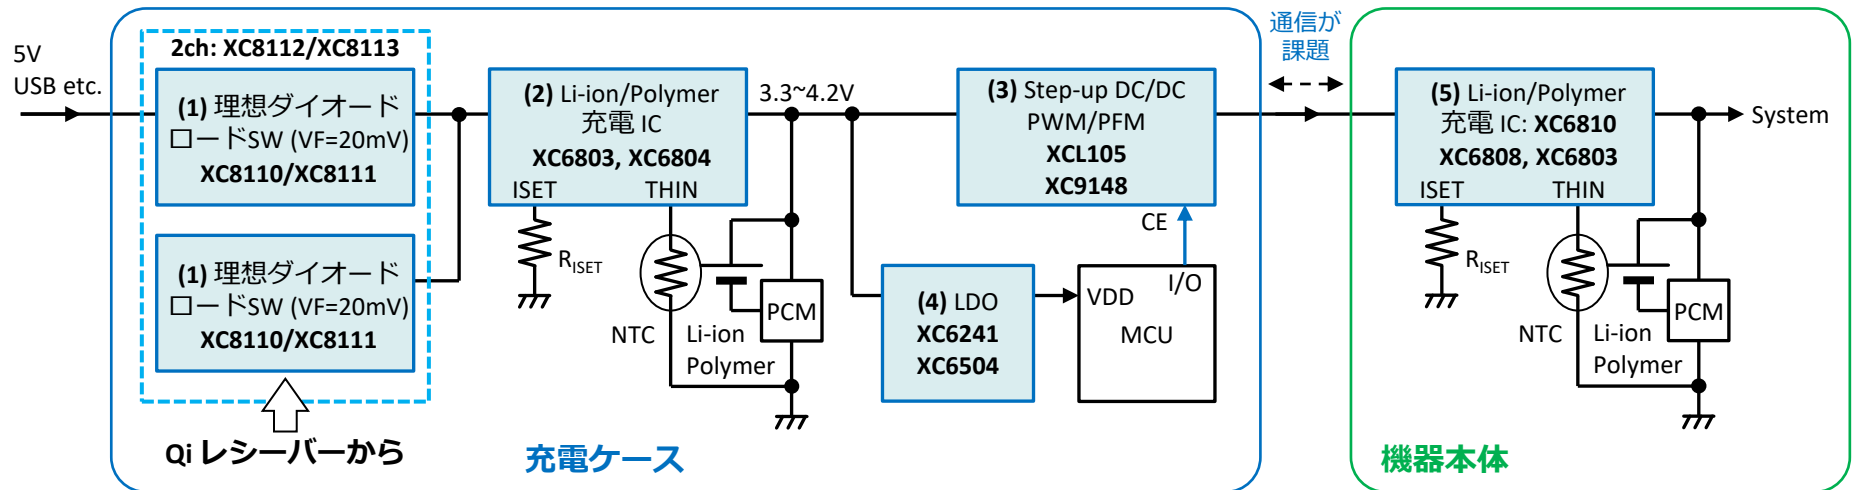 5V
USB etc.
2ch: XC8112/XC8113
(1) 理想ダイオード
ロードSW (VF=20mV)
XC8110/XC8111
(1) 理想ダイオード
ロードSW (VF=20mV)
XC8110/XC8111
Qi レシーバーから
(2) Li-ion/Polymer
充電 IC
XC6803, XC6804
ISET
THIN
RISET
NTC
Li-ion
Polymer
PCM
3.3~4.2V
(3) Step-up DC/DC
PWM/PFM
XCL105
XC9148
CE
(4) LDO
XC6241
XC6504
VDD
I/O
MCU
充電ケース
通信が
課題
(5) Li-ion/Polymer
充電 IC: XC6810
XC6808, XC6803
ISET
THIN
RISET
NTC
Li-ion
Polymer
PCM
System
機器本体